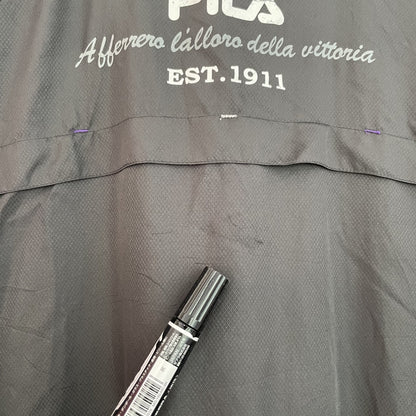 FILA
Afferrero l'alloro della vittoria
EST.1911